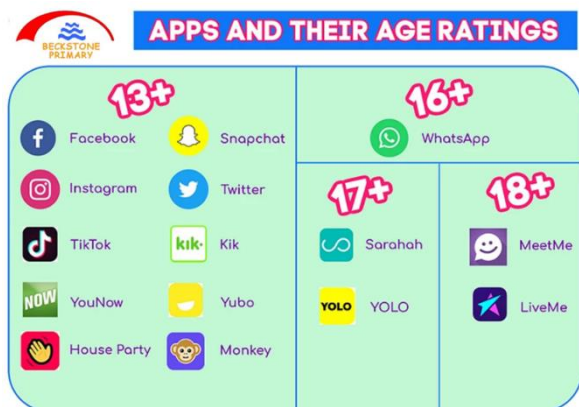 BECKSTONE
PRIMARY
APPS AND THEIR AGE RATINGS
13+
Facebook
Snapchat
Instagram
Twitter
TikTok
kik·
Kik
NOW
YouNow
Yubo
House Party
Monkey
16+
WhatsApp
17+
Sarahah
YOLO
YOLO
18+
MeetMe
LiveMe